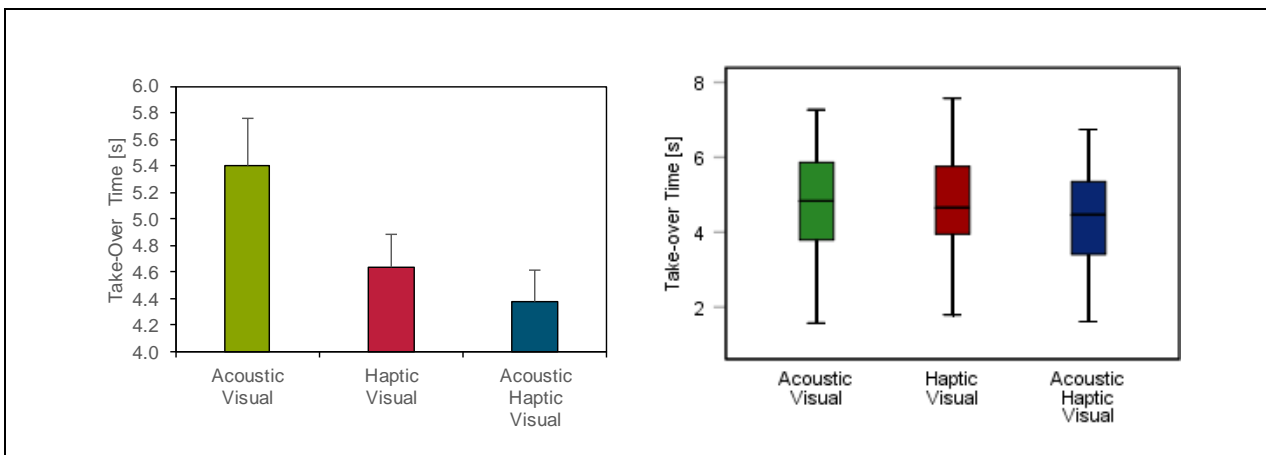 Take-Over Time [s]
6.0
5.8
5.6
5.4
5.2
5.0
4.8
4.6
4.4
4.2
4.0
Acoustic
Visual
Haptic
Visual
Acoustic
Haptic
Visual
Take-over Time [s]
8
6
4
2
Acoustic
Visual
Haptic
Visual
Acoustic
Haptic
Visual